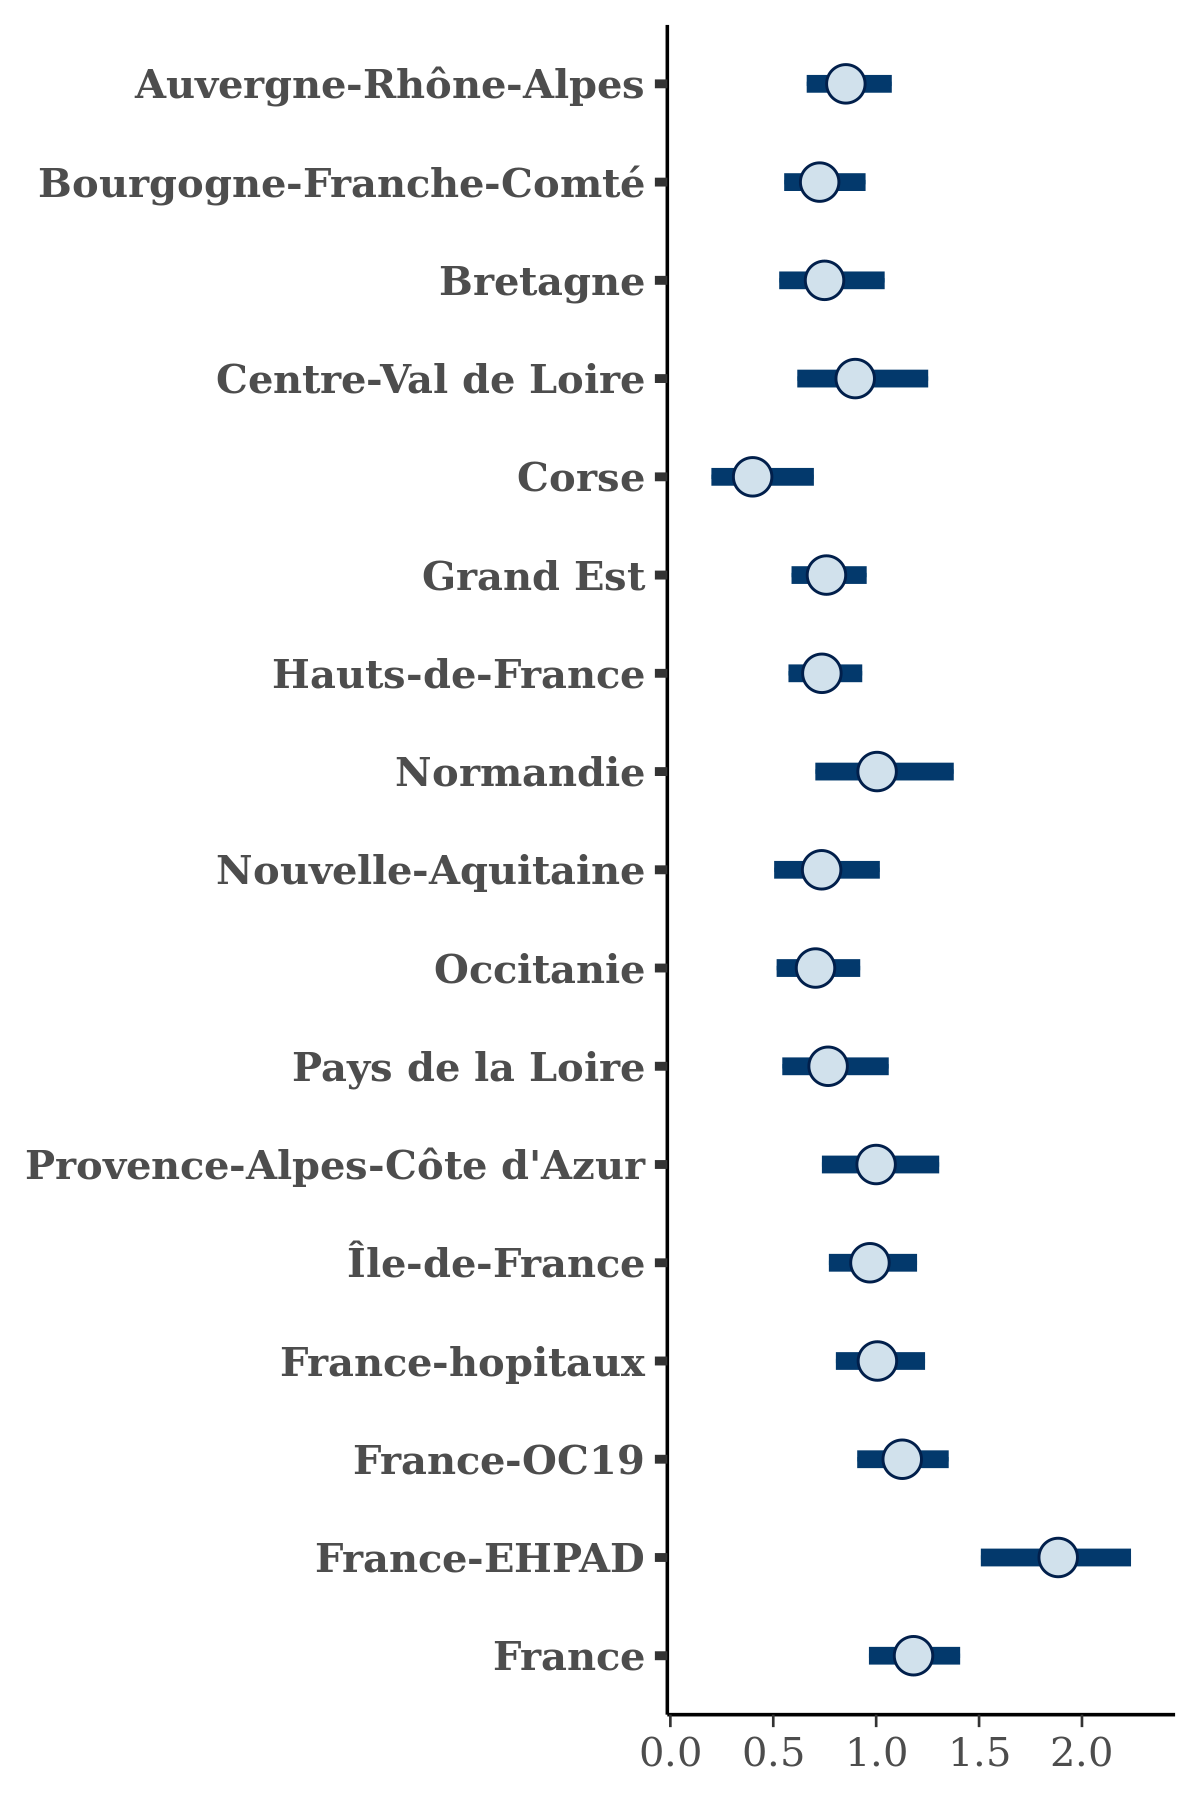 Auvergne-Rhône-Alpes
Bourgogne-Franche-Comté
Bretagne
Centre-Val de Loire
Corse
Grand Est
Hauts-de-France
Normandie
Nouvelle-Aquitaine
Occitanie
Pays de la Loire
Provence-Alpes-Côte d'Azur
Île-de-France
France-hopitaux
France-OC19
France-EHPAD
France
0.0 0.5 1.0 1.5 2.0